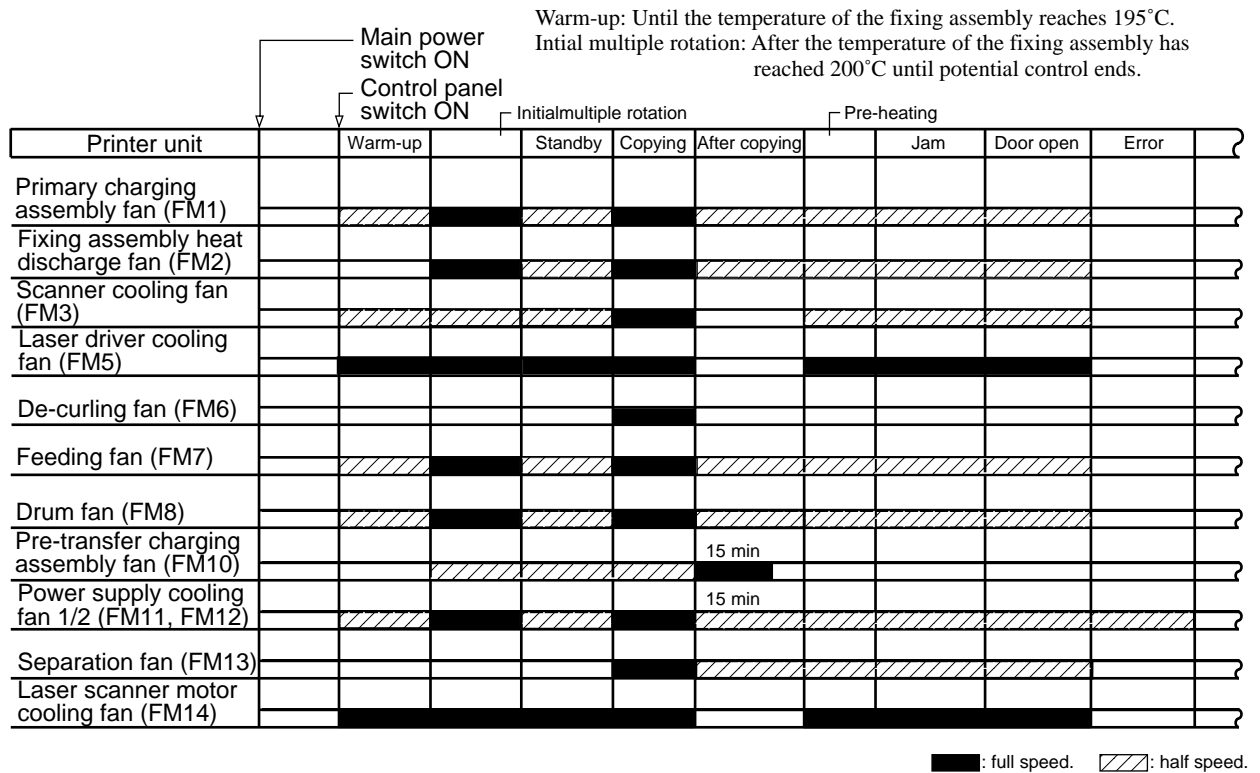 Warm-up: Until the temperature of the fixing assembly reaches 195˚C.
Intial multiple rotation: After the temperature of the fixing assembly has
reached 200˚C until potential control ends.
Main power
switch ON
Control panel
switch ON
Initialmultiple rotation
Pre-heating
Printer unit Warm-up Standby Copying After copying Jam Door open Error
Primary charging
assembly fan (FM1)
Fixing assembly heat
discharge fan (FM2)
Scanner cooling fan
(FM3)
Laser driver cooling
fan (FM5)
De-curling fan (FM6)
Feeding fan (FM7)
Drum fan (FM8)
Pre-transfer charging
assembly fan (FM10)
15 min
Power supply cooling
fan 1/2 (FM11, FM12)
15 min
Separation fan (FM13)
Laser scanner motor
cooling fan (FM14)
: full speed. : half speed.